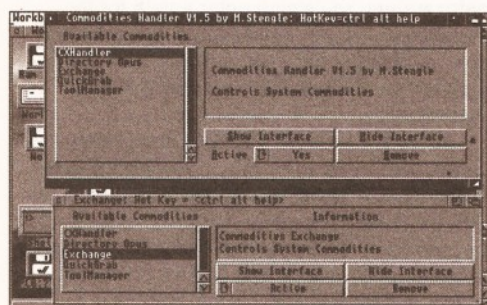 Workb
Commodities Handler V1.5 by M.Stengle: HotKey=ctrl alt help
Available Commodities
CXHandler
Directory Opus
Exchange
QuickGrab
ToolManager
Commodities Handler V1.5 by M.Stengle
Controls System Commodities
Show Interface
Hide Interface
Active
Yes
Remove
Exchange: Hot Key = <ctrl alt help>
Available Commodities
Information
CXHandler
Directory Opus
Exchange
QuickGrab
ToolManager
Commodities Exchange
Controls System Commodities
Show Interface
Hide Interface
Active
Remove